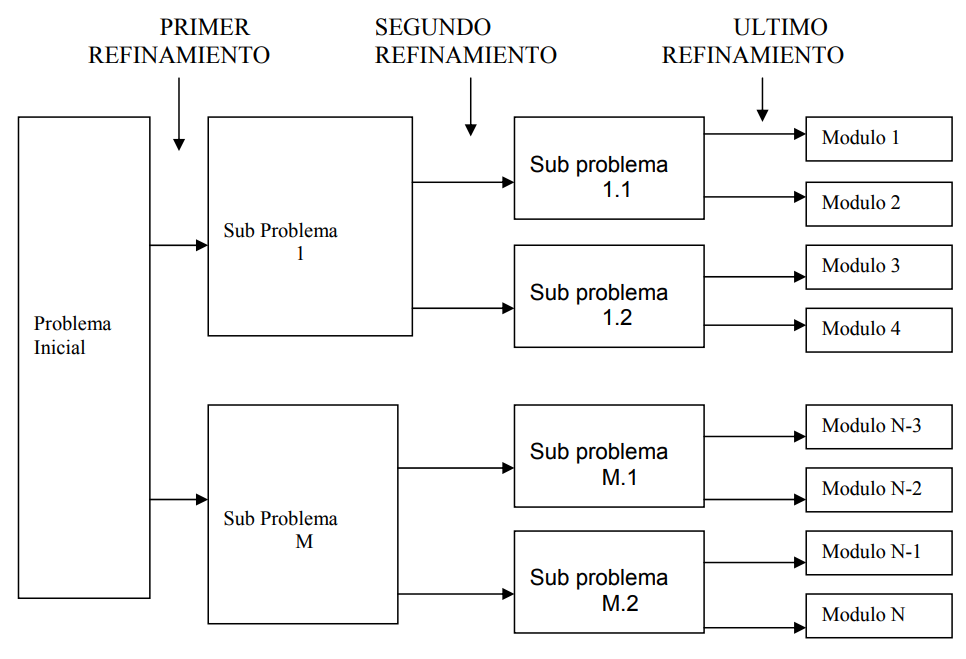 PRIMER
REFINAMIENTO
SEGUNDO
REFINAMIENTO
ULTIMO
REFINAMIENTO
Problema
Inicial
Sub Problema
1
Sub Problema
M
Sub problema
1.1
Sub problema
1.2
Sub problema
M.1
Sub problema
M.2
Modulo 1
Modulo 2
Modulo 3
Modulo 4
Modulo N-3
Modulo N-2
Modulo N-1
Modulo N